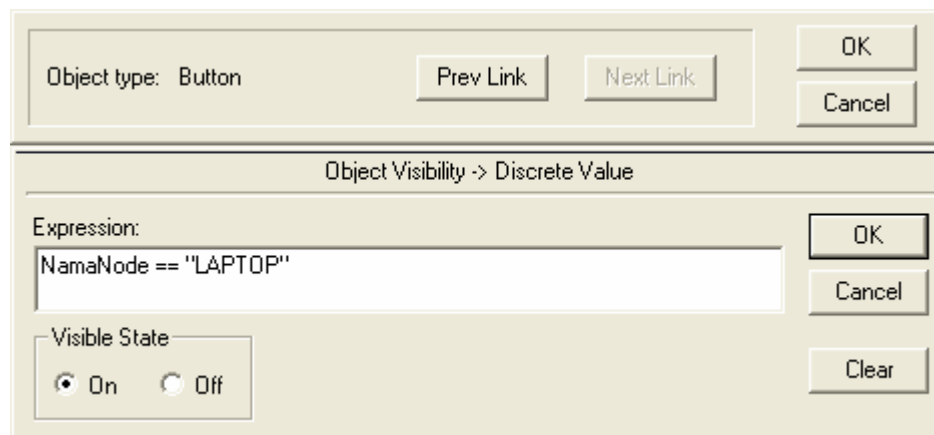 Object type: Button Prev Link Next Link OK
Cancel
Object Visibility -> Discrete Value
Expression:
NamaNode == "LAPTOP"
OK
Cancel
Visible State
On Off
Clear